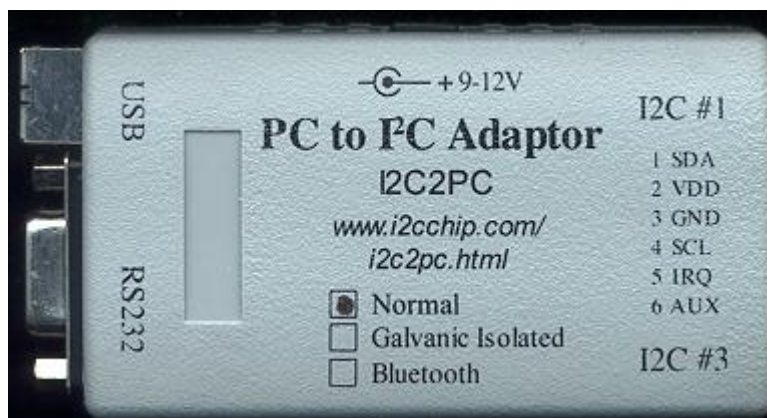 USB
RS232
+ 9-12V
PC to I²C Adaptor
I2C2PC
www.i2cchip.com/
i2c2pc.html
Normal
Galvanic Isolated
Bluetooth
I2C #1
1 SDA
2 VDD
3 GND
4 SCL
5 IRQ
6 AUX
I2C #3